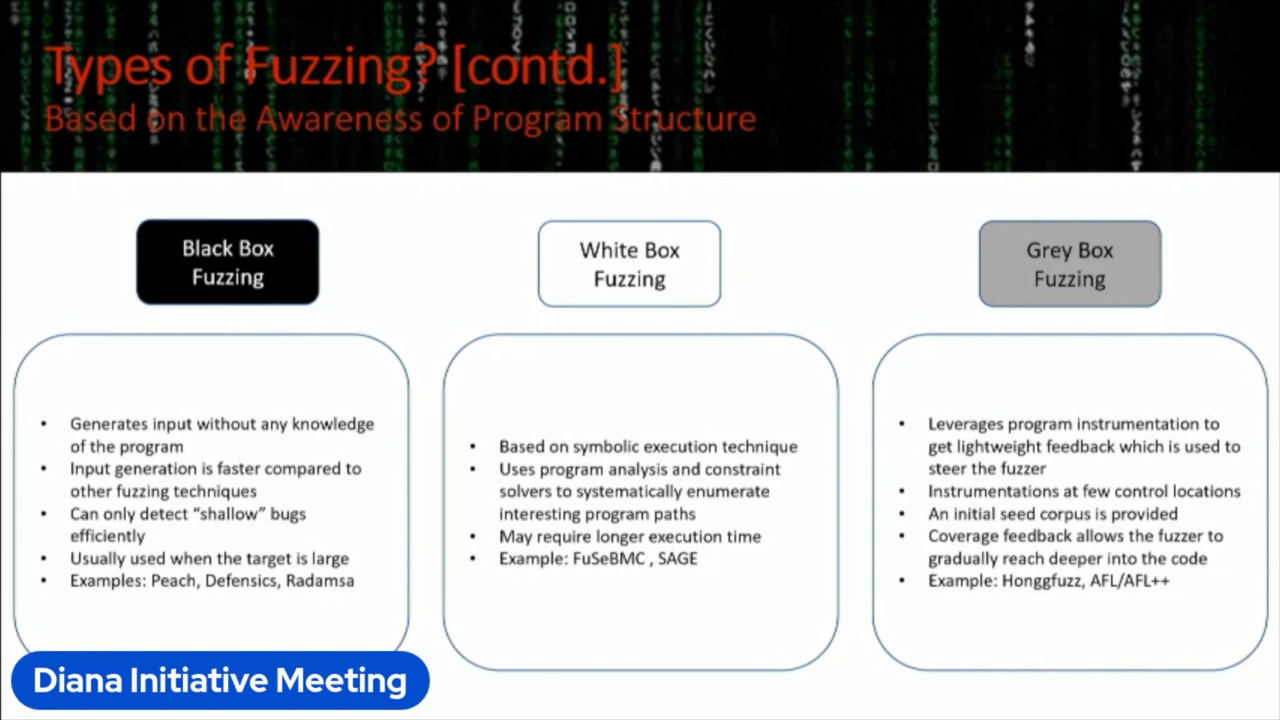 Types of Fuzzing? [contd.]
Based on the Awareness of Program Structure
Black Box
Fuzzing
White Box
Fuzzing
Grey Box
Fuzzing
• Generates input without any knowledge
of the program
• Input generation is faster compared to
other fuzzing techniques
• Can only detect “shallow” bugs
efficiently
• Usually used when the target is large
• Examples: Peach, Defensics, Radamsa
• Based on symbolic execution technique
• Uses program analysis and constraint
solvers to systematically enumerate
interesting program paths
• May require longer execution time
• Example: FuSeBMC , SAGE
• Leverages program instrumentation to
get lightweight feedback which is used to
steer the fuzzer
• Instrumentations at few control locations
• An initial seed corpus is provided
• Coverage feedback allows the fuzzer to
gradually reach deeper into the code
• Example: Honggfuzz, AFL/AFL++
Diana Initiative Meeting